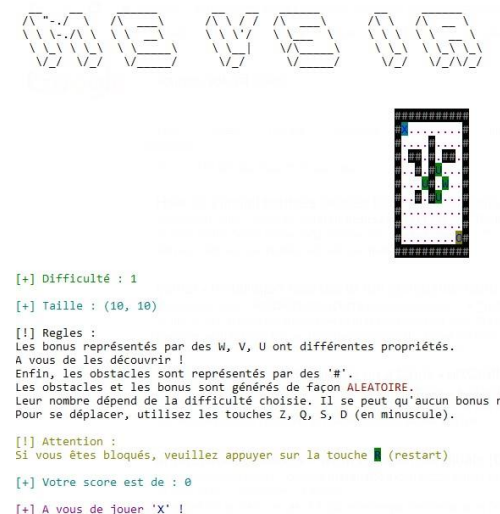 ME VS IA
[+] Difficulté : 1
[+] Taille : (10, 10)
[!] Regles :
Les bonus représentés par des W, V, U ont différentes propriétés.
A vous de les découvrir !
Enfin, les obstacles sont représentés par des '#'.
Les obstacles et les bonus sont générés de façon ALEATOIRE.
Leur nombre dépend de la difficulté choisie. Il se peut qu'aucun bonus
Pour se déplacer, utilisez les touches Z, Q, S, D (en minuscule).
[!] Attention :
Si vous êtes bloqués, veuillez appuyer sur la touche (restart)
[+] Votre score est de : 0
[+] A vous de jouer 'X' !